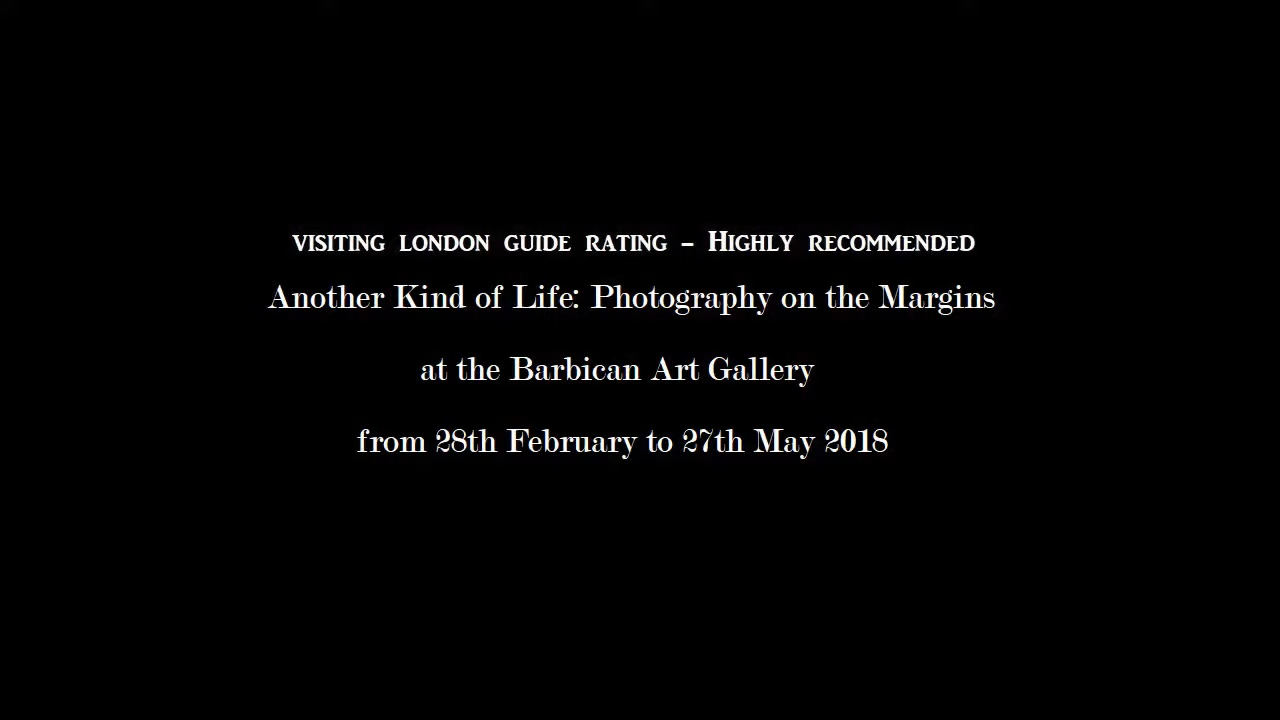 VISITING LONDON GUIDE RATING – HIGHLY RECOMMENDED
Another Kind of Life: Photography on the Margins
at the Barbican Art Gallery
from 28th February to 27th May 2018